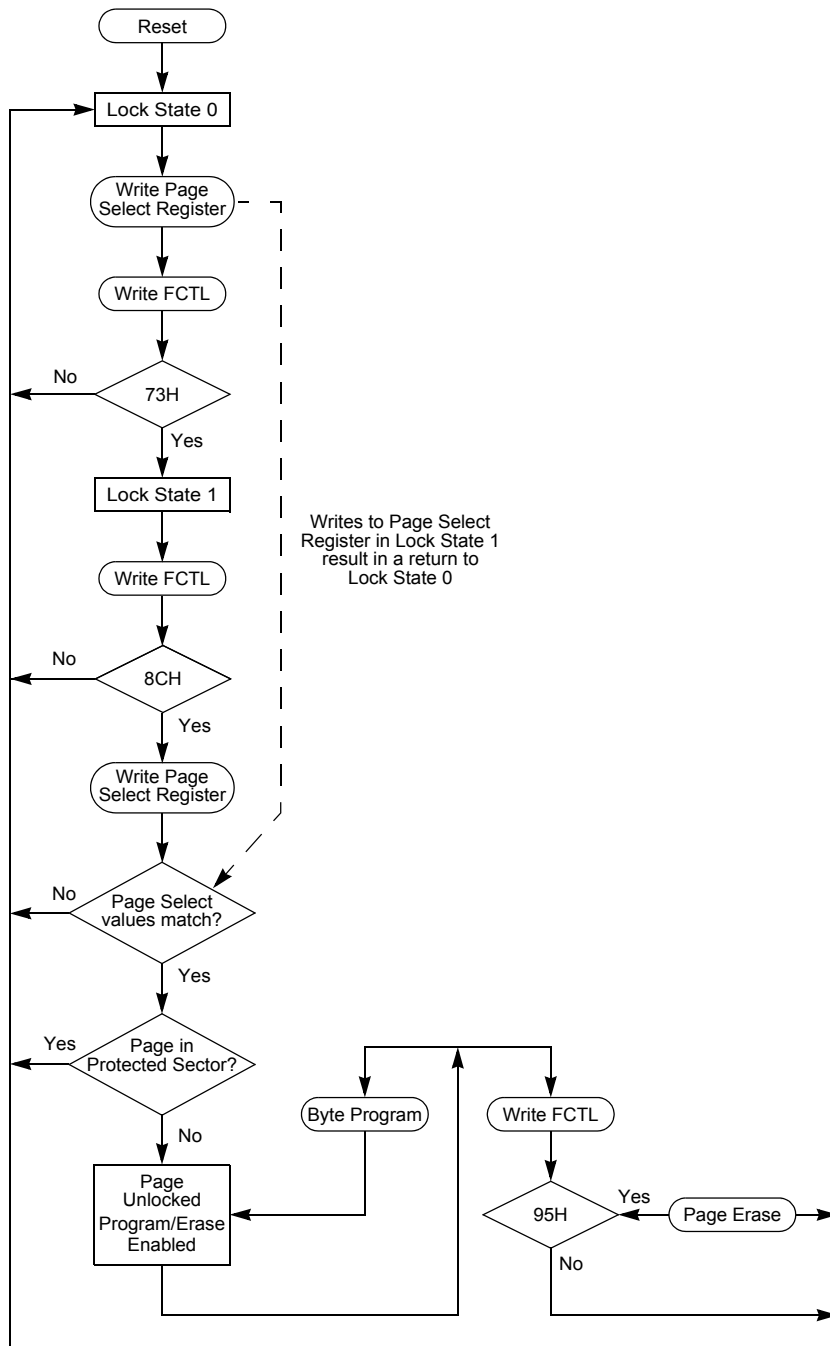 Reset
Lock State 0
Write Page
Select Register
Write FCTL
No
73H
Yes
Lock State 1
Writes to Page Select
Register in Lock State 1
result in a return to
Lock State 0
Write FCTL
No
8CH
Yes
Write Page
Select Register
No
Page Select
values match?
Yes
Yes
Page in
Protected Sector?
No
Byte Program
Write FCTL
Page
Unlocked
Program/Erase
Enabled
95H
Yes
Page Erase
No